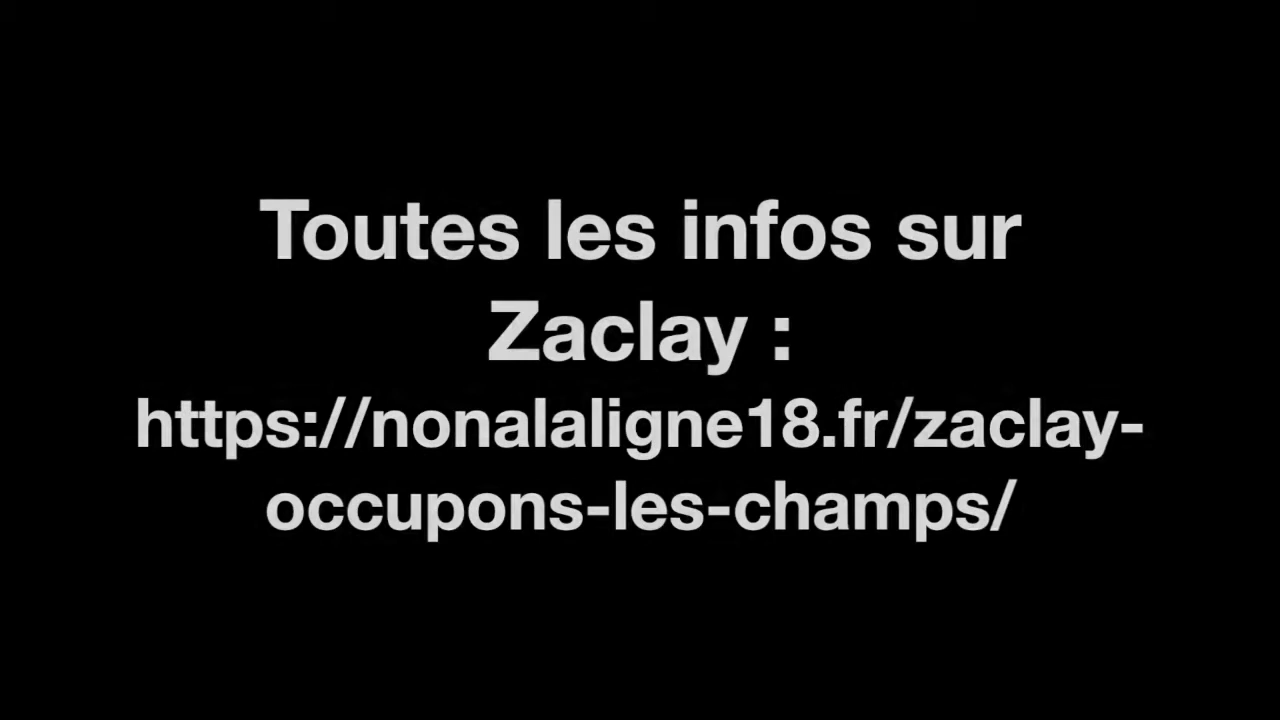 Toutes les infos sur
Zaclay :
https://nonalaligne18.fr/zaclay-
occupons-les-champs/